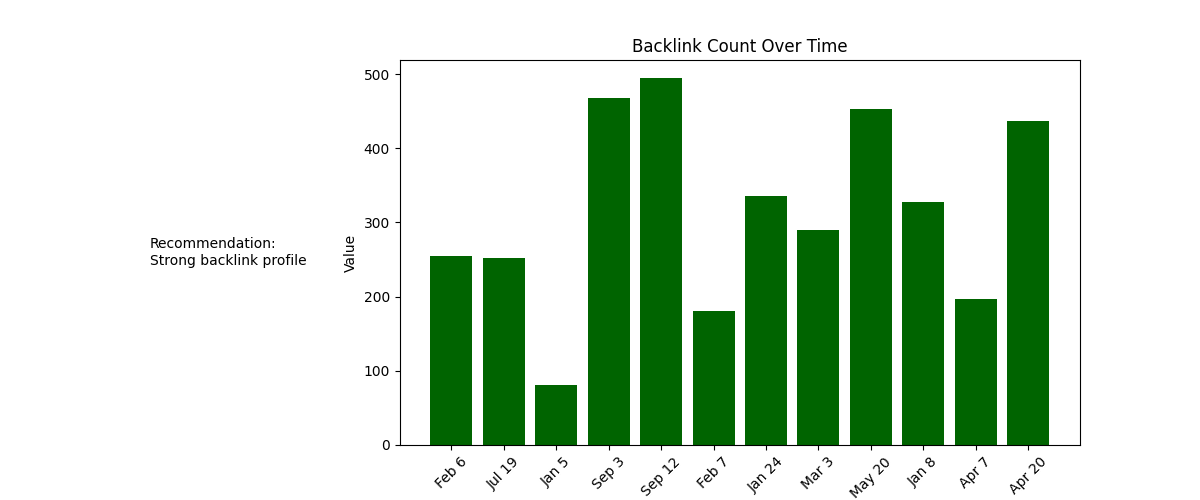 Backlink Count Over Time
Recommendation:
Strong backlink profile
Value
500
400
300
200
100
0
Feb 6
Jul 19
Jan 5
Sep 3
Sep 12
Feb 7
Jan 24
Mar 3
May 20
Jan 8
Apr 7
Apr 20